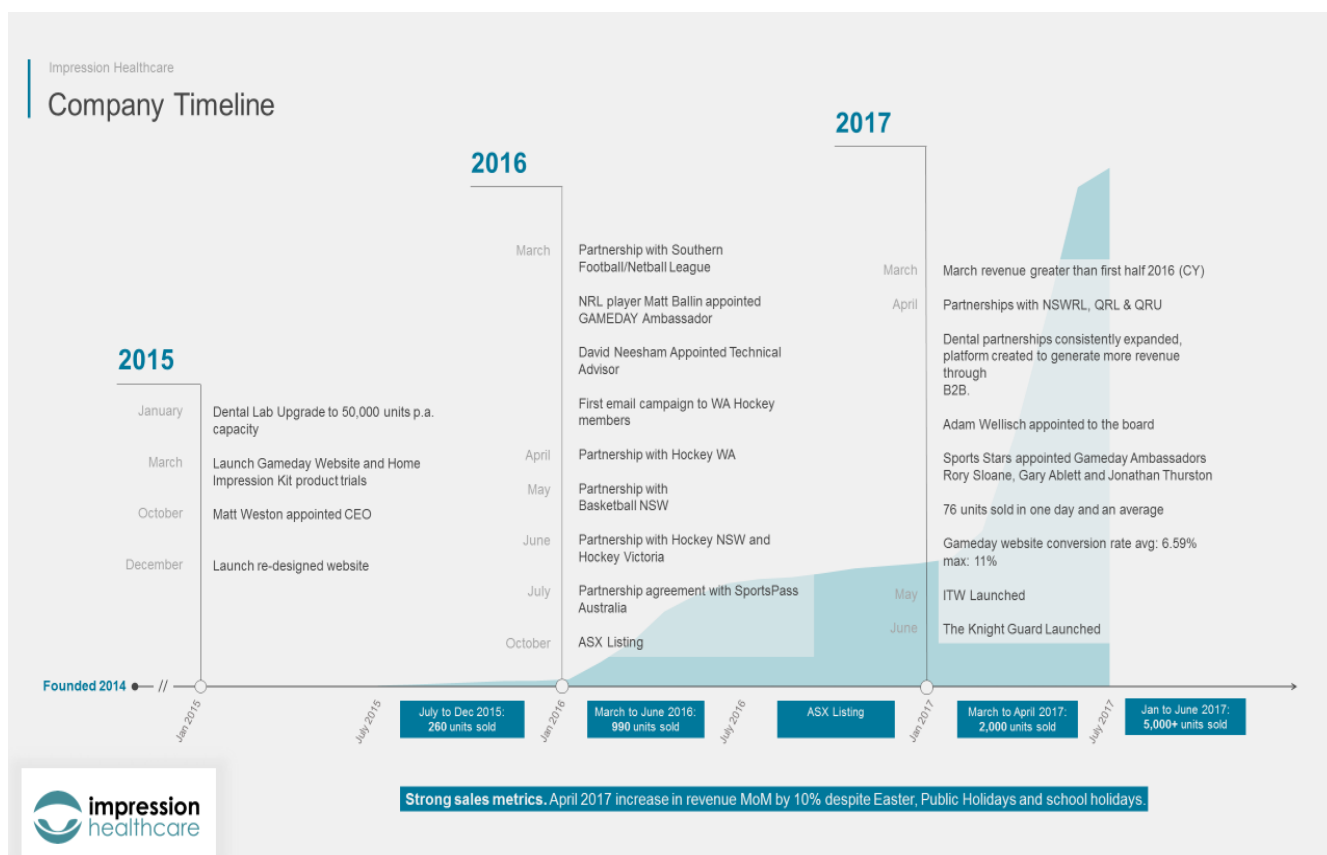 Impression Healthcare
Company Timeline
2015
January
Dental Lab Upgrade to 50,000 units p.a.
capacity
March
Launch Gameday Website and Home
Impression Kit product trials
October
Matt Weston appointed CEO
December
Launch re-designed website
2016
March
Partnership with Southern
Football/Netball League
NRL player Matt Ballin appointed
GAMEDAY Ambassador
David Neesham Appointed Technical
Advisor
First email campaign to WA Hockey
members
April
Partnership with Hockey WA
May
Partnership with
Basketball NSW
June
Partnership with Hockey NSW and
Hockey Victoria
July
Partnership agreement with SportsPass
Australia
October
ASX Listing
2017
March
March revenue greater than first half 2016 (CY)
April
Partnerships with NSWRL, QRL & QRU
Dental partnerships consistently expanded,
platform created to generate more revenue
through
B2B.
Adam Wellisch appointed to the board
Sports Stars appointed Gameday Ambassadors
Rory Sloane, Gary Ablett and Jonathan Thurston
76 units sold in one day and an average
Gameday website conversion rate avg: 6.59%
max: 11%
May
ITW Launched
June
The Knight Guard Launched
Founded 2014
//
Jan 2015
July 2015
July to Dec 2015:
260 units sold
Jan 2016
March to June 2016:
990 units sold
July 2016
ASX Listing
Jan 2017
March to April 2017:
2,000 units sold
July 2017
Jan to June 2017:
5,000+ units sold
Strong sales metrics. April 2017 increase in revenue MoM by 10% despite Easter, Public Holidays and school holidays.
impression
healthcare